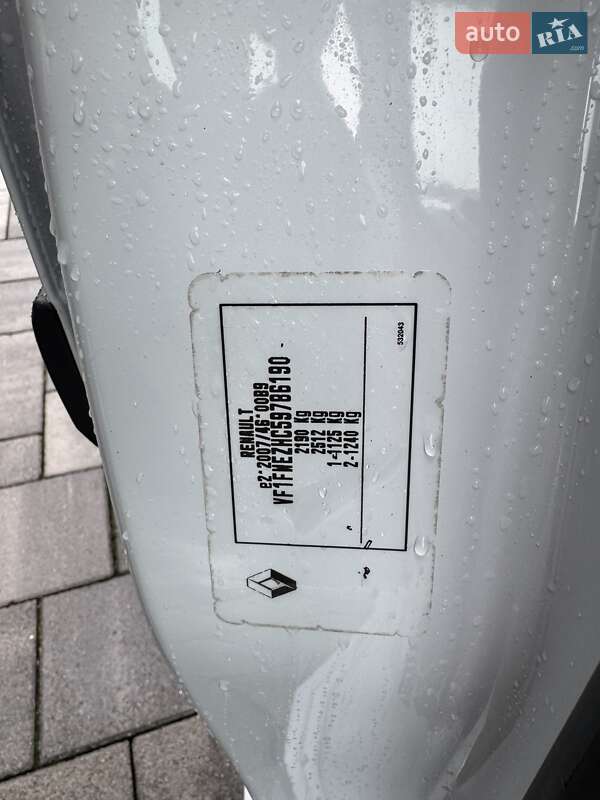 auto RIA.com
RENAULT
e2*2007/46*0089
VF1FWEZHC59786190
2190 Kg
2512 Kg
1-1125 Kg
2-1240 Kg
532043